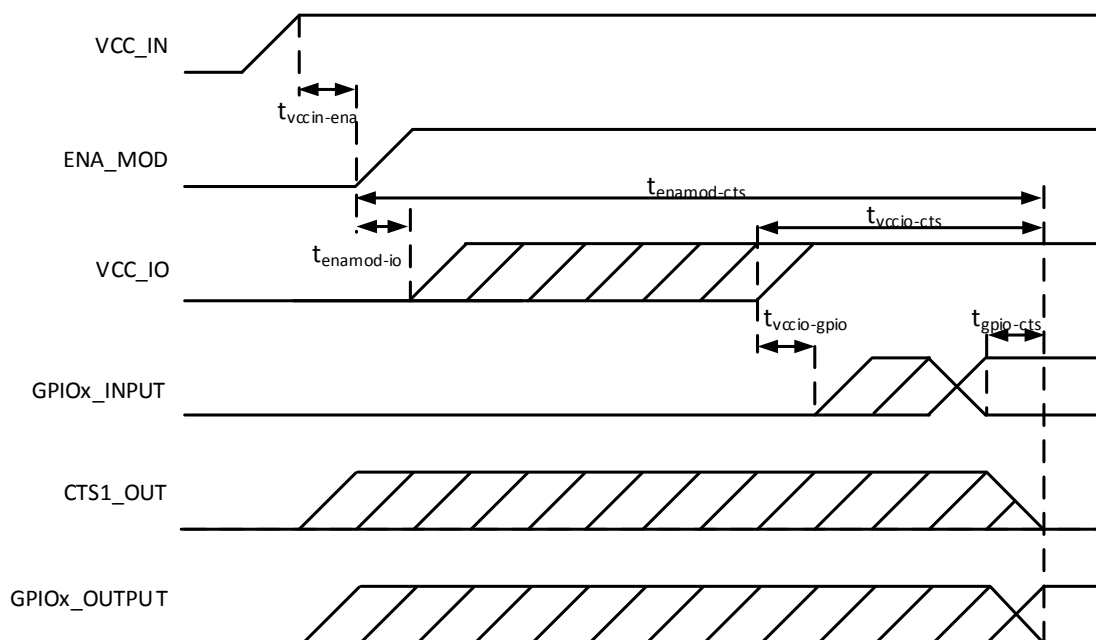 VCC_IN
tvccin-ena
ENA_MOD
tenamod-cts
tvccio-cts
tenamod-io
VCC_IO
tvccio-gpio
tgpio-cts
GPIOx_INPUT
CTS1_OUT
GPIOx_OUTPUT